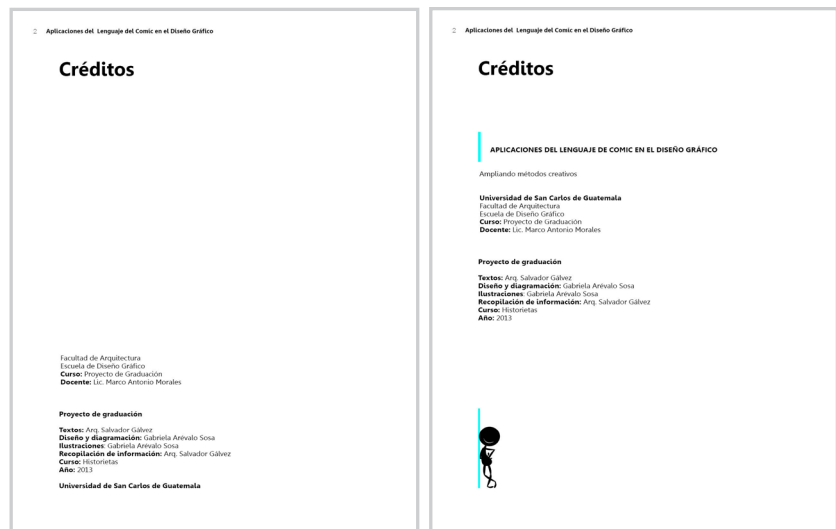 2 Aplicaciones del Lenguaje del Comic en el Diseño Gráfico
Créditos
Facultad de Arquitectura
Escuela de Diseño Gráfico
Curso: Proyecto de Graduación
Docente: Lic. Marco Antonio Morales
Proyecto de graduación
Textos: Arq. Salvador Gálvez
Diseño y diagramación: Gabriela Arévalo Sosa
Ilustraciones: Gabriela Arévalo Sosa
Recopilación de información: Arq. Salvador Gálvez
Curso: Historietas
Año: 2013
Universidad de San Carlos de Guatemala
2 Aplicaciones del Lenguaje del Comic en el Diseño Gráfico
Créditos
APLICACIONES DEL LENGUAJE DE COMIC EN EL DISEÑO GRÁFICO
Ampliando métodos creativos
Universidad de San Carlos de Guatemala
Facultad de Arquitectura
Escuela de Diseño Gráfico
Curso: Proyecto de Graduación
Docente: Lic. Marco Antonio Morales
Proyecto de graduación
Textos: Arq. Salvador Gálvez
Diseño y diagramación: Gabriela Arévalo Sosa
Ilustraciones: Gabriela Arévalo Sosa
Recopilación de información: Arq. Salvador Gálvez
Curso: Historietas
Año: 2013